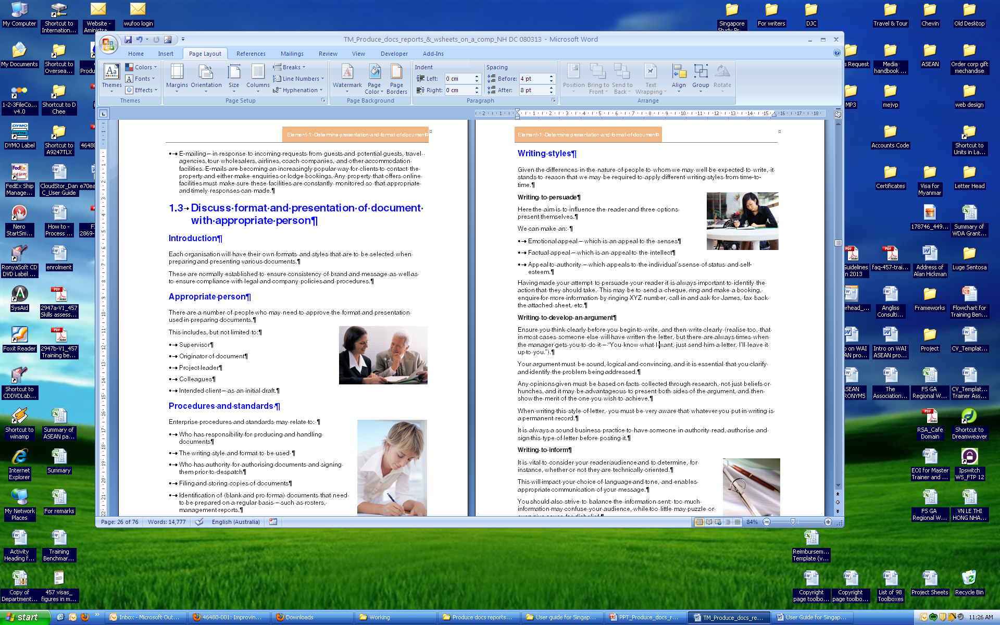 My Computer
Shortcut to
International...
Website -
Aministra...
wufoo login
Singapore
Study Pr...
For writers
DJC
Travel & Tour
Chevin
Old Desktop
My Documents
Shortcut to
Oversea...
Produ
s Request
Media
handbook ...
ASEAN
Order corp gift
mechandise
1-2-3FileCo...
v4.0
Shortcut to D
Chee
MP3
mejvp
web design
DYMO Label
Shortcut to
A9247TLX
4648
Accounts Code
Shortcut to
Units in La...
FedEx Ship
Manage...
CloudStor_Dan
C_User Guide
e70ea
Certificates
Visa for
Myanmar
Letter Head
Nero
StartSm...
How to -
Process ...
2869-
178746_449...
Summary of
WDA Grant...
RonyaSoft CD
DVD Label ...
enrolment
Guidelines
n 2013
faq-457-trai...
Address of
Alan Hickman
Luge Sentosa
SysAid
2947a-V1_457
Skills assess...
erhead_...
Angliss
Consulti...
Frameworks
Flowchart for
Training Ben...
Foxit Reader
2947b-V1_457
Training be...
o on WAI
EAN pro...
Intro on WAI
ASEAN pro...
Project
CV_Templat...
Shortcut to
CDDVDLab...
ASEAN
RONYMS
The
Association...
FS GA
Regional W...
CV_Templat...
Trainer Ass...
Shortcut to
winamp
Summary of
ASEAN pa...
RSA_Cafe
Domain
Shortcut to
Dreamweaver
Internet
Explorer
Summary
EOI for Master
Trainer and ...
Ipswitch
WS_FTP 12
My Network
Places
For remarks
FS GA
Regional W...
VN LE THI
HONG NHA...
Activity
Heading f...
Training
Benchmar...
Reimbursem...
Template (v...
Copy of
Department...
457 visas_
figures in m...
Copyright
page toolbo...
Copyright
page toolbo...
List of 98
Toolboxes
Project Sheets
Recycle Bin
TM_Produce_docs_reports_&_wsheets_on_a_comp_NH DC 080313 - Microsoft Word
Home Insert Page Layout References Mailings Review View Developer Add-Ins
Themes
Colors
Fonts
Effects
Themes
Margins Orientation Size Columns
Breaks
Line Numbers
Hyphenation
Page Setup
Watermark
Page
Color
Page
Borders
Page Background
Indent
Left: 0 cm
Right: 0 cm
Spacing
Before: 4 pt
After: 8 pt
Paragraph
Position
Bring to
Front
Send to
Back
Text
Wrapping
Align Group Rotate
Arrange
Element 1: Determine presentation and format of document
E-mailing – in response to incoming requests from guests and potential guests, travel
agencies, tour wholesalers, airlines, coach companies, and other accommodation
facilities. E-mails are becoming an increasingly popular way for clients to contact the
property and either make enquiries or lodge bookings. Any property that offers online
facilities must make sure these facilities are constantly monitored so that appropriate
and timely responses can made.¶
1.3 Discuss format and presentation of document
with appropriate person¶
Introduction¶
Each organisation will have their own formats and styles that are to be selected when
preparing and presenting various documents.¶
These are normally established to ensure consistency of brand and message as well as
to ensure compliance with legal and company policies and procedures.¶
Appropriate person¶
There are a number of people who may need to approve the format and presentation
used in preparing documents.¶
This includes, but not limited to:¶
Supervisor¶
Originator of document¶
Project leader¶
Colleagues¶
Intended client – as an initial draft.¶
Procedures and standards ¶
Enterprise procedures and standards may relate to: ¶
Who has responsibility for producing and handling
documents¶
The writing style and format to be used ¶
Who has authority for authorising documents and signing
them prior to despatch¶
Filing and storing copies of documents¶
Identification of (blank and pro forma) documents that need
to be prepared on a regular basis – such as rosters,
management reports.¶
Element 1: Determine presentation and format of document
Writing styles¶
Given the differences in the nature of people to whom we may well be expected to write, it
stands to reason that we may be required to apply different writing styles from time-to-
time.¶
Writing to persuade¶
Here the aim is to influence the reader and three options
present themselves.¶
We can make an: ¶
Emotional appeal – which is an appeal to the senses¶
Factual appeal – which is an appeal to the intellect¶
Appeal to authority – which appeals to the individual's sense of status and self-
esteem.¶
Having made your attempt to persuade your reader it is always important to identify the
action that they should take. This may be to send a cheque, ring and make a booking,
enquire for more information by ringing XYZ number, call in and ask for James, fax back
the attached sheet, etc.¶
Writing to develop an argument¶
Ensure you think clearly before you begin to write, and then write clearly (realise too, that
in most cases someone else will have written the letter, but there are always times when
the manager gets you to do it – "You know what I want, just send him a letter. I'll leave it
up to you.").¶
Your argument must be sound, logical and convincing, and it is essential that you clarify
and identify the problem being addressed.¶
Any opinions given must be based on facts collected through research, not just beliefs or
hunches, and it may be advantageous to present both sides of the argument, and then
show the merit of the one you wish to achieve.¶
When writing this style of letter, you must be very aware that whatever you put in writing is
a permanent record.¶
It is always a sound business practice to have someone in authority read, authorise and
sign this type of letter before posting it.¶
Writing to inform¶
It is vital to consider your reader/audience and to determine, for
instance, whether or not they are technically oriented.¶
This will impact your choice of language and tone, and enables
appropriate communication of your message.¶
You should also strive to balance the information sent: too much
information may confuse your audience, while too little may puzzle or
Page: 26 of 76 Words: 14,777 English (Australia) 84%
start
Inbox - Microsoft Out...
46480-001: Improvin...
Downloads
Working
Produce docs reports...
User guide for Singap...
PPT_Produce_docs_r...
TM_Produce_docs_re...
User Guide for Singap...
11:26 AM